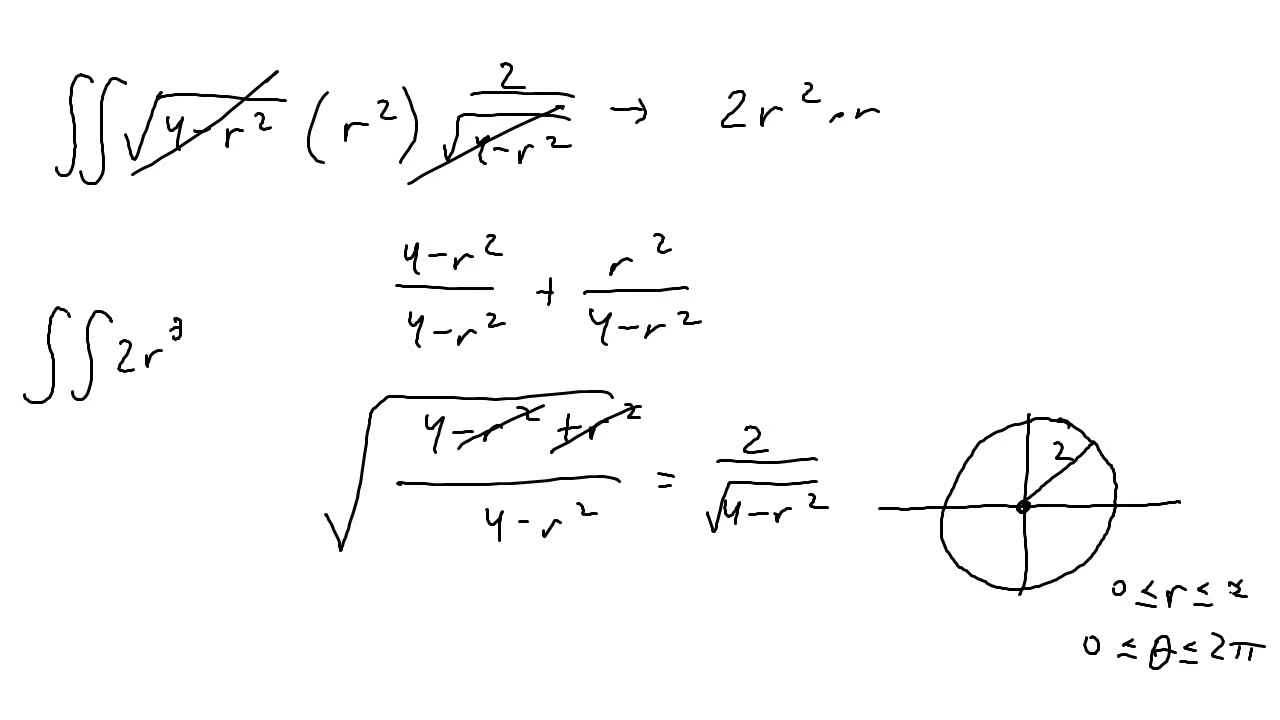 ∬ √(4-r²) (r²) 2/√(4-r²) → 2r²·r
(4-r²)/(4-r²) + r²/(4-r²)
∬ 2r³
√((4-r²+r²)/(4-r²)) = 2/√(4-r²)
2
0 ≤ r ≤ 2
0 ≤ θ ≤ 2π